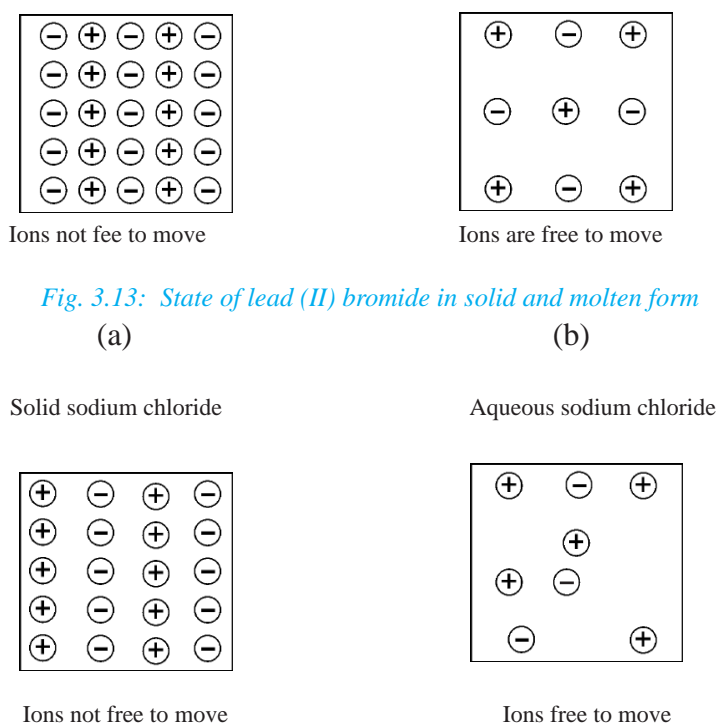 − + − + −
− + − + −
− + − + −
− + − + −
− + − + −
+ − +
− + −
+ − +
Ions not fee to move
Ions are free to move
Fig. 3.13: State of lead (II) bromide in solid and molten form
(a)
(b)
Solid sodium chloride
Aqueous sodium chloride
+ − + −
+ − + −
+ − + −
+ − + −
+ − + −
+ − +
+
+ −
− +
Ions not free to move
Ions free to move